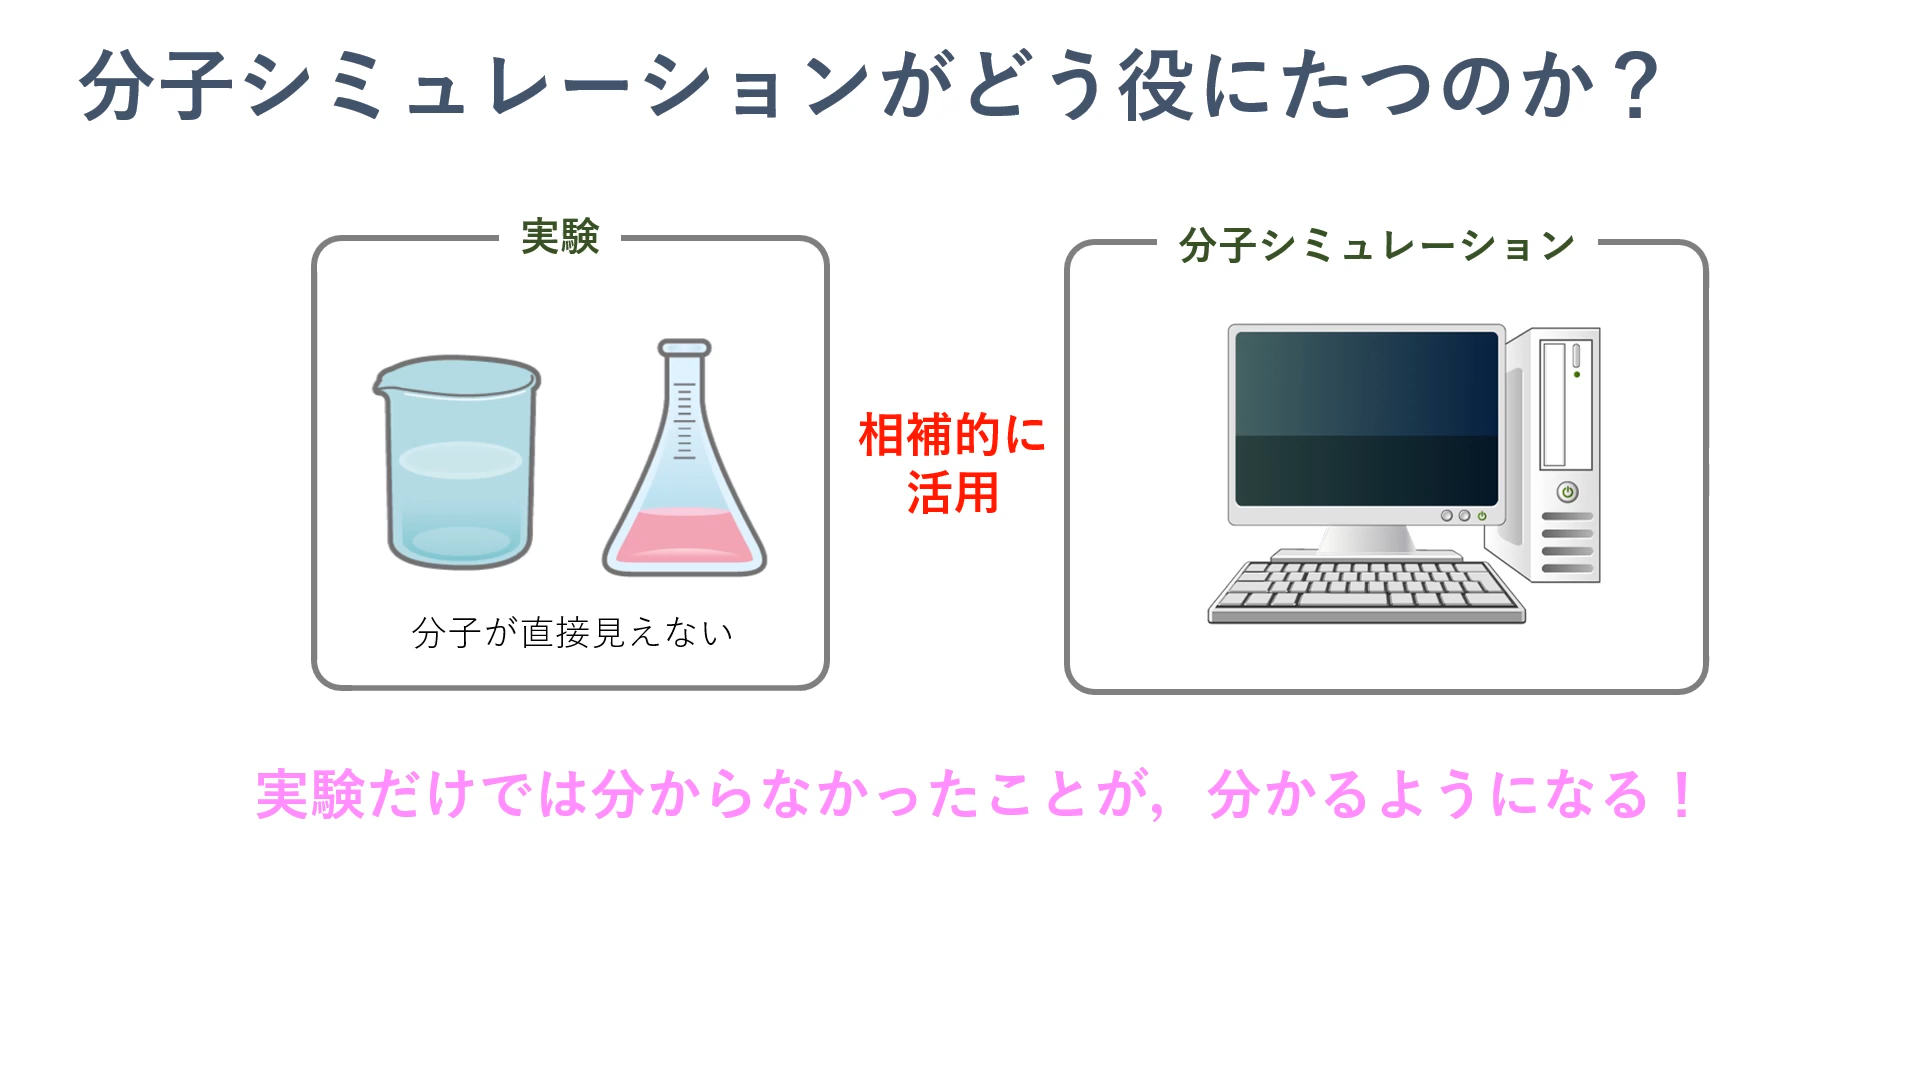 分子シミュレーションがどう役にたつのか？
実験
分子シミュレーション
相補的に
活用
分子が直接見えない
実験だけでは分からなかったことが，分かるようになる！